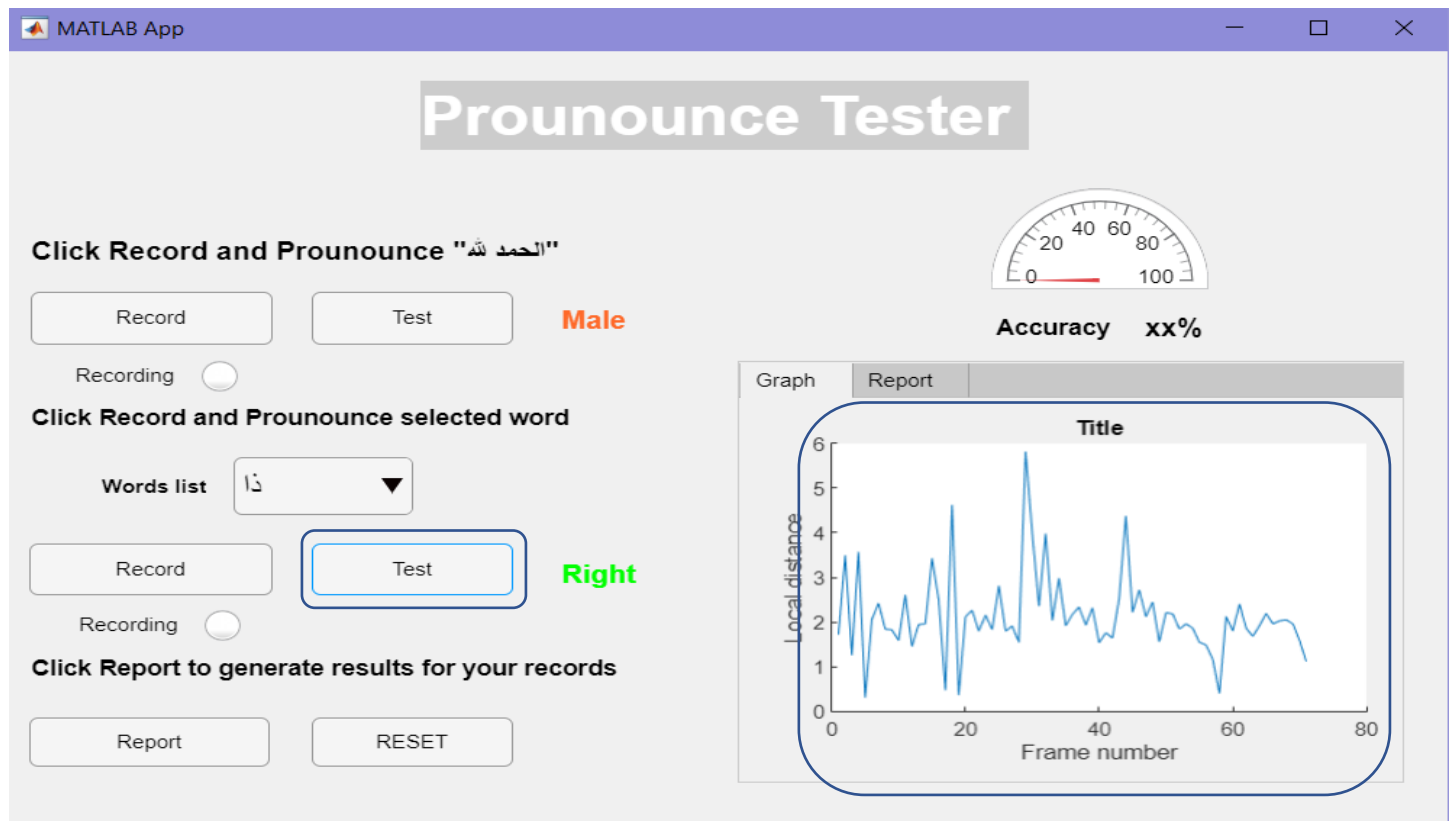 MATLAB App
Prounounce Tester
Click Record and Prounounce "الحمد لله"
Record
Test
Male
Recording
Click Record and Prounounce selected word
Words list
ذا
Record
Test
Right
Recording
Click Report to generate results for your records
Report
RESET
0
20
40
60
80
100
Accuracy xx%
Graph
Report
Title
6
5
4
3
2
1
0
Local distance
0
20
40
60
80
Frame number